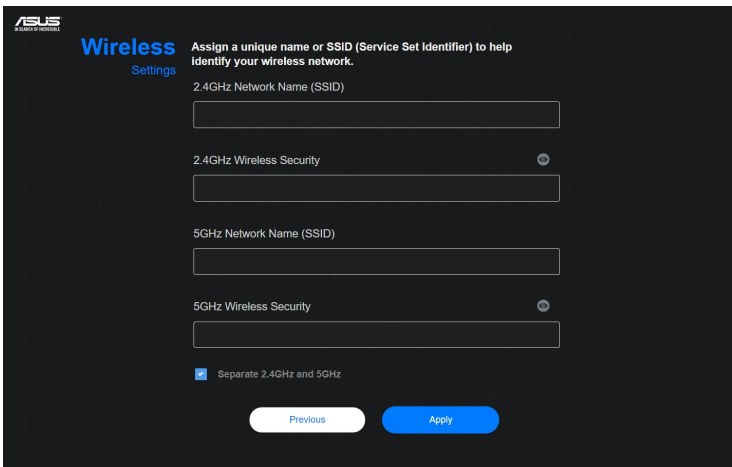 ASUS
IN SEARCH OF INCREDIBLE
Wireless
Settings
Assign a unique name or SSID (Service Set Identifier) to help
identify your wireless network.
2.4GHz Network Name (SSID)
2.4GHz Wireless Security
5GHz Network Name (SSID)
5GHz Wireless Security
Separate 2.4GHz and 5GHz
Previous
Apply